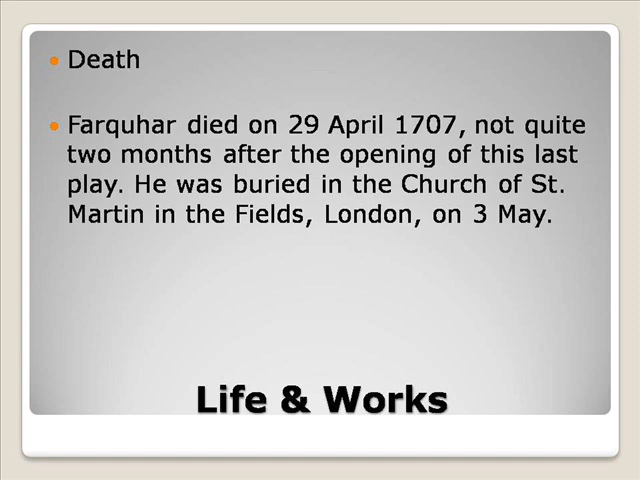 Death
Farquhar died on 29 April 1707, not quite
two months after the opening of this last
play. He was buried in the Church of St.
Martin in the Fields, London, on 3 May.
Life & Works